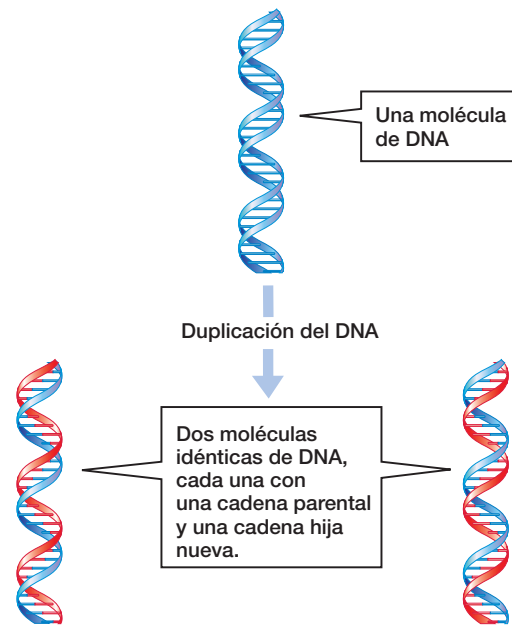 Una molécula
de DNA
Duplicación del DNA
Dos moléculas
idénticas de DNA,
cada una con
una cadena parental
y una cadena hija
nueva.